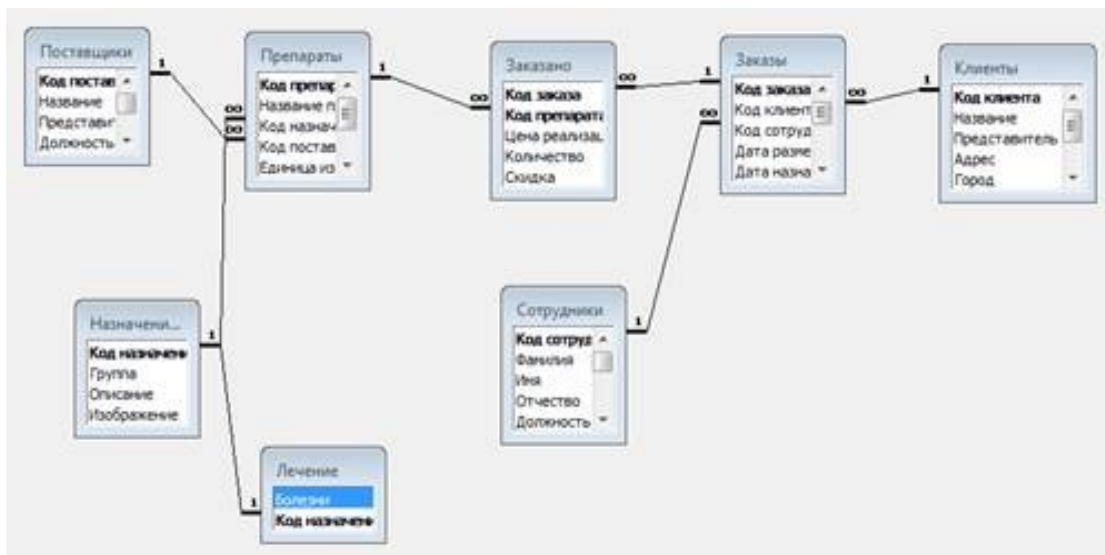 Поставщики
Код постав
Название
Представит
Должность
1
Препараты
Код препар
Название п
Код назнач
Код постав
Единица из
∞
∞
1
Заказано
Код заказа
Код препарата
Цена реализац
Количество
Скидка
∞
∞
Заказы
Код заказа
Код клиент
Код сотруд
Дата разме
Дата назна
1
∞
∞
Клиенты
Код клиента
Название
Представитель
Адрес
Город
1
Назначени...
Код назначени
Группа
Описание
Изображение
1
Сотрудники
Код сотруд
Фамилия
Имя
Отчество
Должность
1
Лечение
Болезни
Код назначени
1